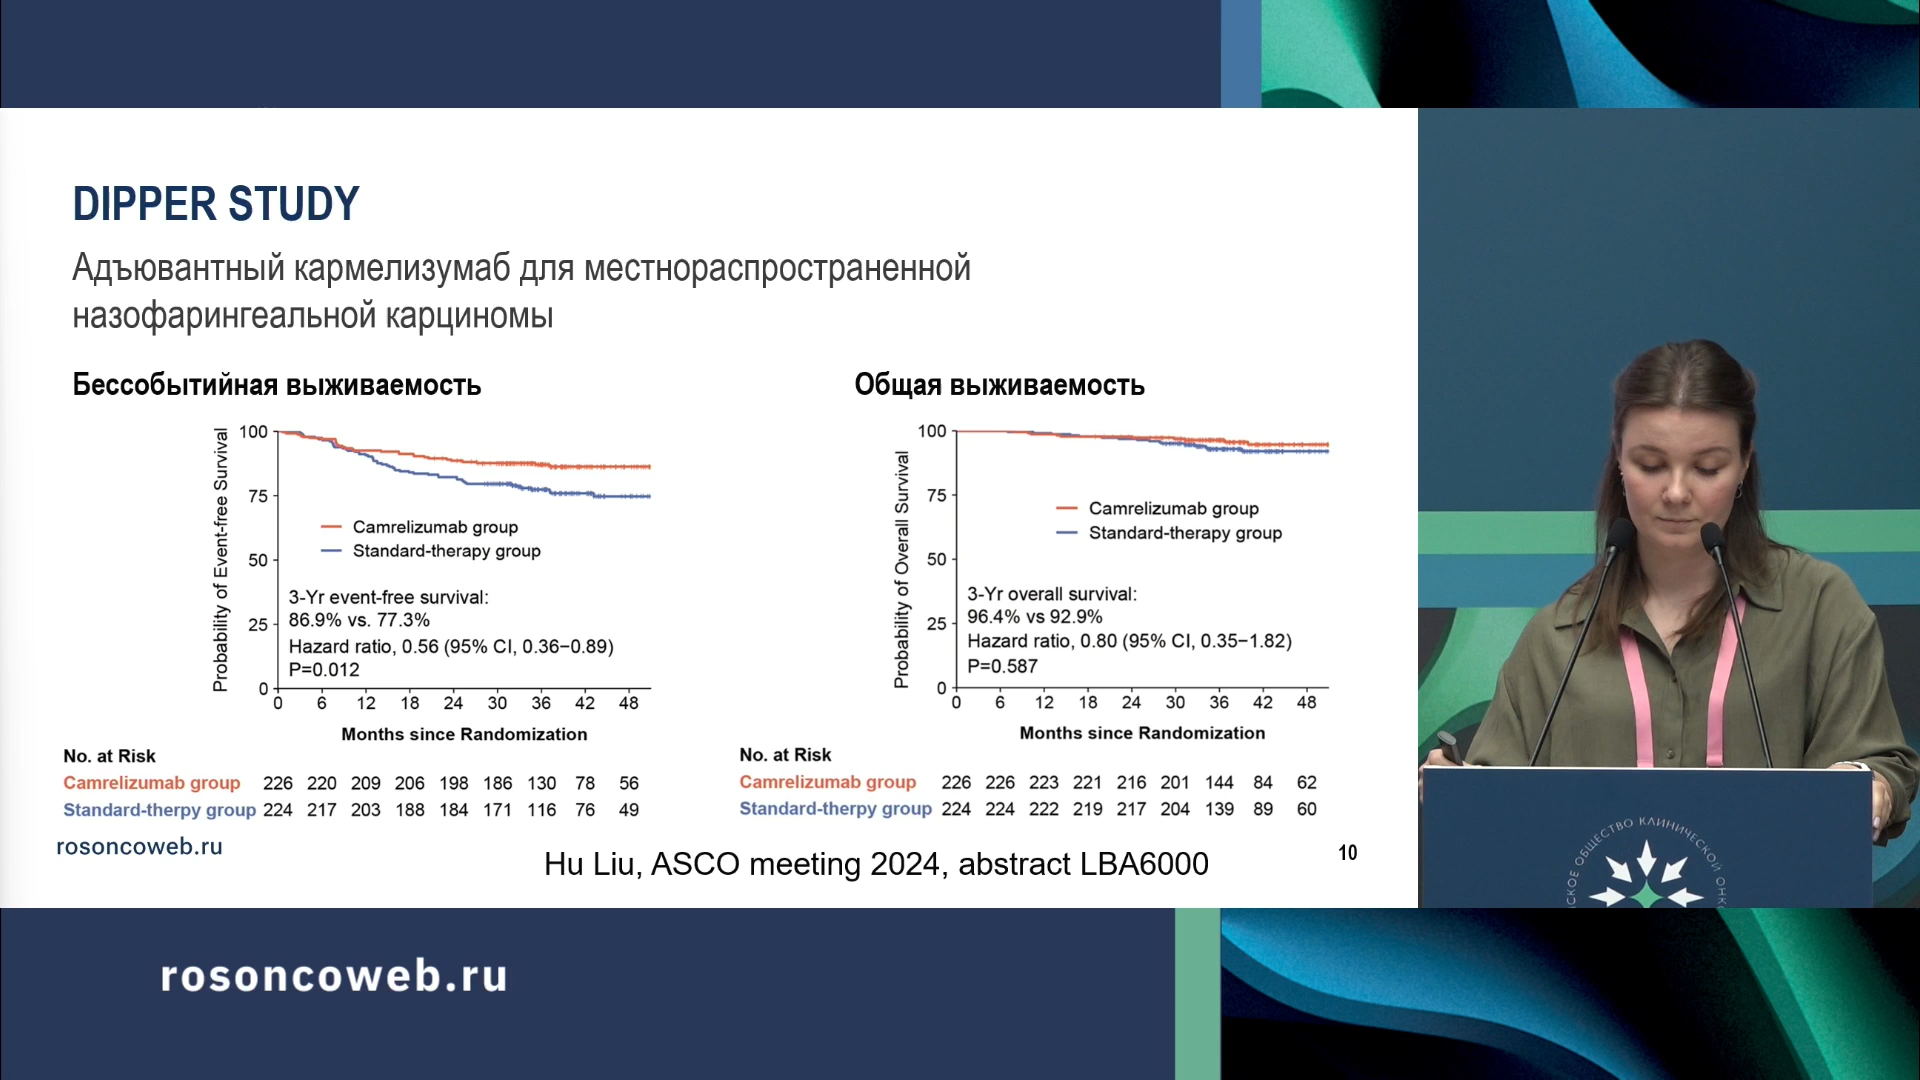 DIPPER STUDY
Адъювантный кармелизумаб для местнораспространенной
назофарингеальной карциномы
Бессобытийная выживаемость
Probability of Event-free Survival
100
75
50
25
0
Camrelizumab group
Standard-therapy group
3-Yr event-free survival:
86.9% vs. 77.3%
Hazard ratio, 0.56 (95% CI, 0.36−0.89)
P=0.012
0 6 12 18 24 30 36 42 48
Months since Randomization
No. at Risk
Camrelizumab group 226 220 209 206 198 186 130 78 56
Standard-therpy group 224 217 203 188 184 171 116 76 49
Общая выживаемость
Probability of Overall Survival
100
75
50
25
0
Camrelizumab group
Standard-therapy group
3-Yr overall survival:
96.4% vs 92.9%
Hazard ratio, 0.80 (95% CI, 0.35−1.82)
P=0.587
0 6 12 18 24 30 36 42 48
Months since Randomization
No. at Risk
Camrelizumab group 226 226 223 221 216 201 144 84 62
Standard-therpy group 224 224 222 219 217 204 139 89 60
rosoncoweb.ru
Hu Liu, ASCO meeting 2024, abstract LBA6000
10
ОБЩЕСТВО КЛИНИЧЕСКОЙ
rosoncoweb.ru